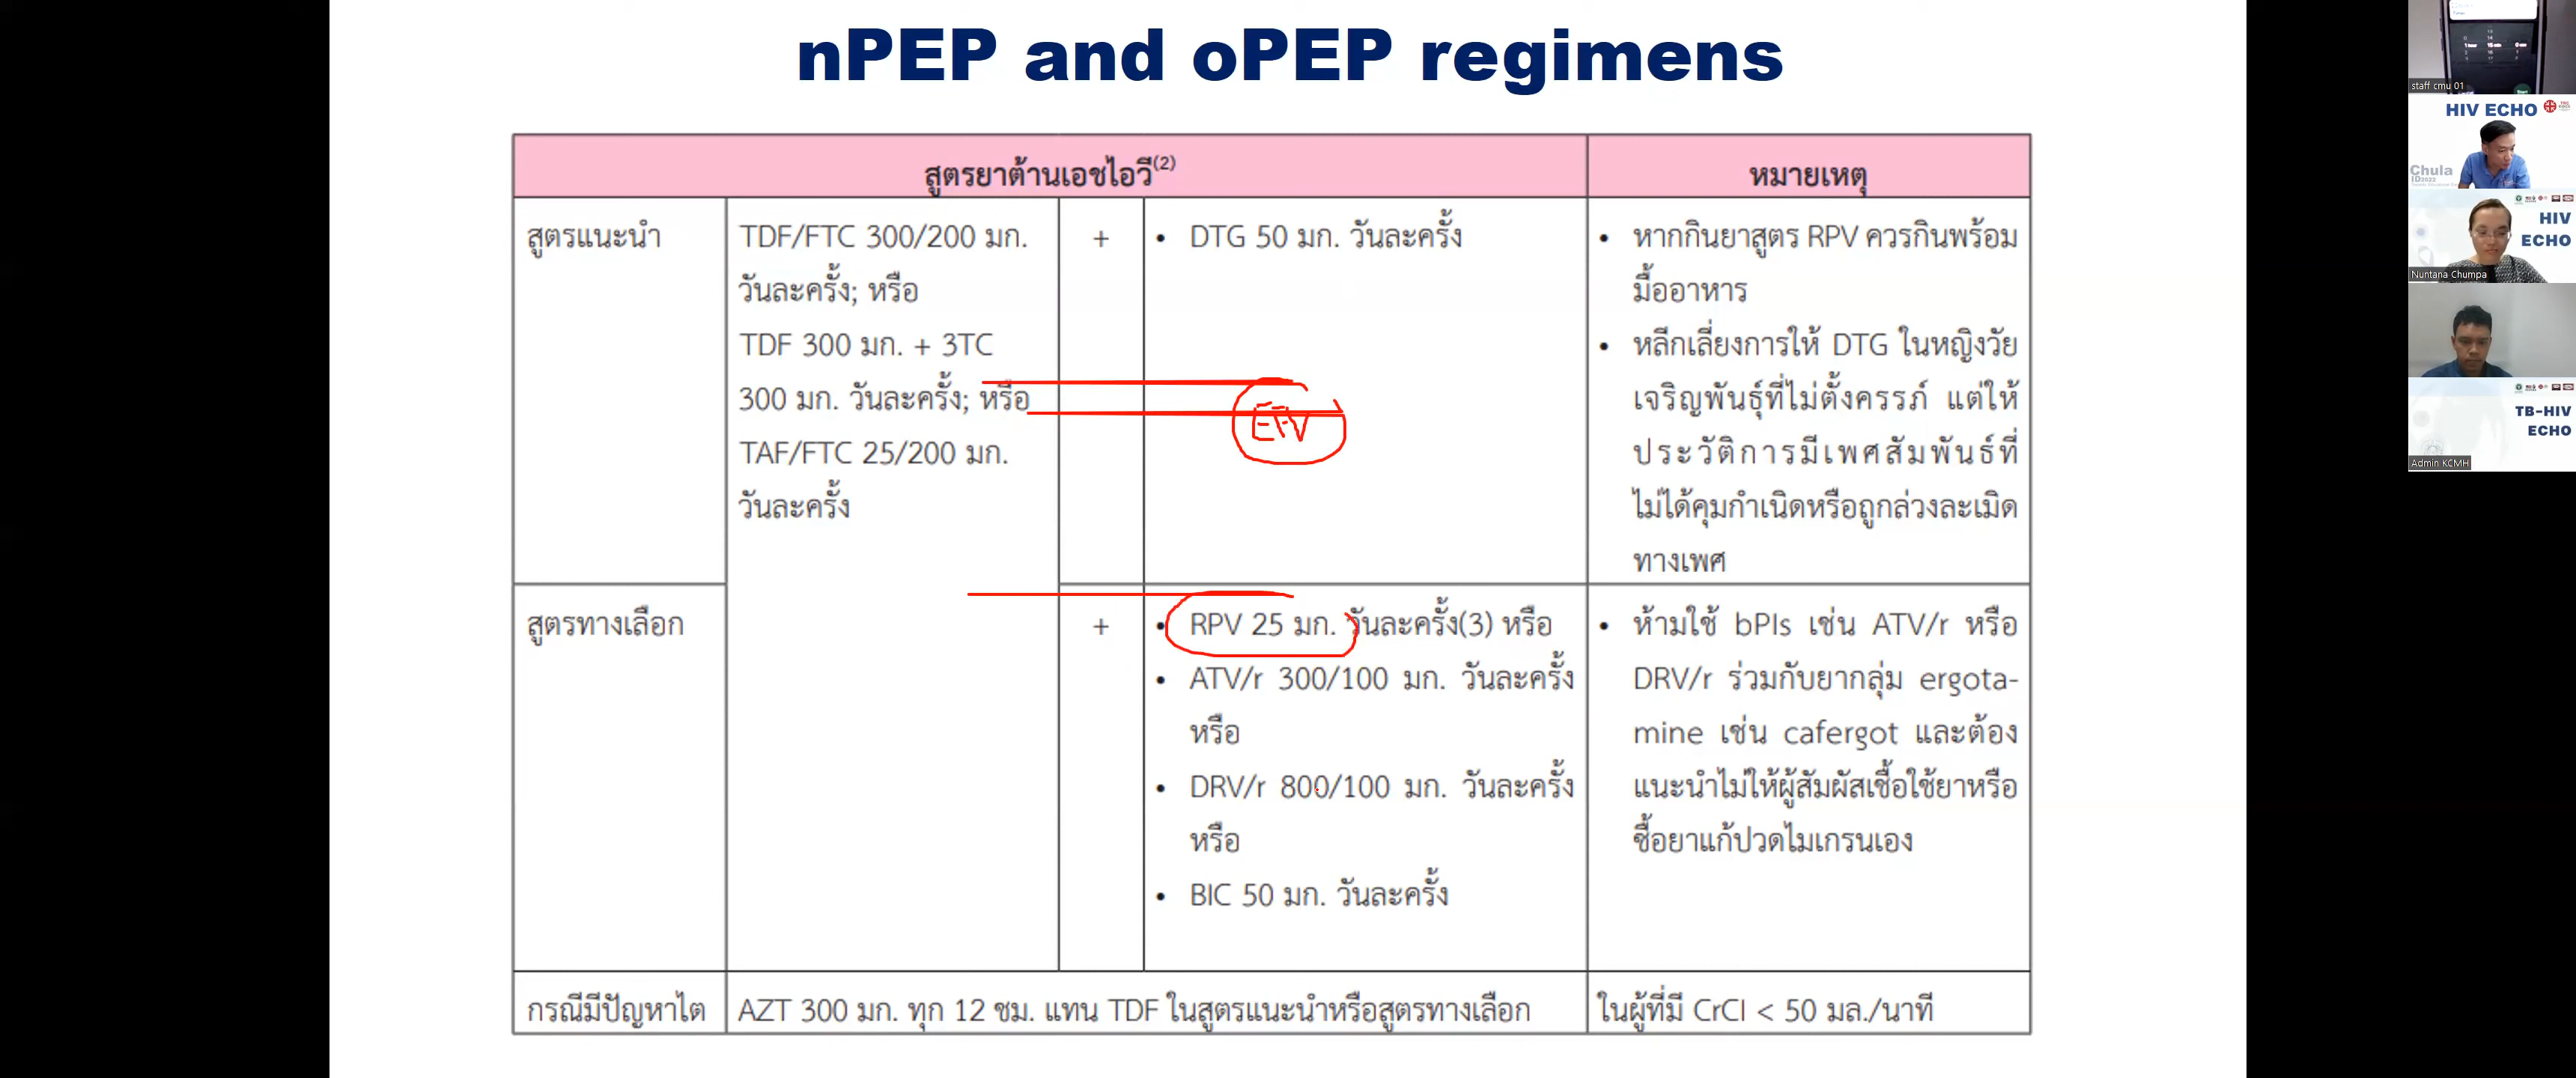 nPEP and oPEP regimens
สูตรยาต้านเอชไอวี(2)
หมายเหตุ
สูตรแนะนำ
TDF/FTC 300/200 มก.
วันละครั้ง; หรือ
TDF 300 มก. + 3TC
300 มก. วันละครั้ง; หรือ
TAF/FTC 25/200 มก.
วันละครั้ง
+
• DTG 50 มก. วันละครั้ง
EFV
• หากกินยาสูตร RPV ควรกินพร้อม
มื้ออาหาร
• หลีกเลี่ยงการให้ DTG ในหญิงวัย
เจริญพันธุ์ที่ไม่ตั้งครรภ์ แต่ให้
ประวัติการมีเพศสัมพันธ์ที่
ไม่ได้คุมกำเนิดหรือถูกล่วงละเมิด
ทางเพศ
สูตรทางเลือก
+
• RPV 25 มก. วันละครั้ง(3) หรือ
• ATV/r 300/100 มก. วันละครั้ง
หรือ
• DRV/r 800/100 มก. วันละครั้ง
หรือ
• BIC 50 มก. วันละครั้ง
• ห้ามใช้ bPIs เช่น ATV/r หรือ
DRV/r ร่วมกับยากลุ่ม ergota-
mine เช่น cafergot และต้อง
แนะนำไม่ให้ผู้สัมผัสเชื้อใช้ยาหรือ
ซื้อยาแก้ปวดไมเกรนเอง
กรณีมีปัญหาไต
AZT 300 มก. ทุก 12 ชม. แทน TDF ในสูตรแนะนำหรือสูตรทางเลือก
ในผู้ที่มี CrCl < 50 มล./นาที
staff cmu 01
HIV ECHO
Chula
HIV
ECHO
Nuntana Chumpa
TB-HIV
ECHO
Admin KCMH